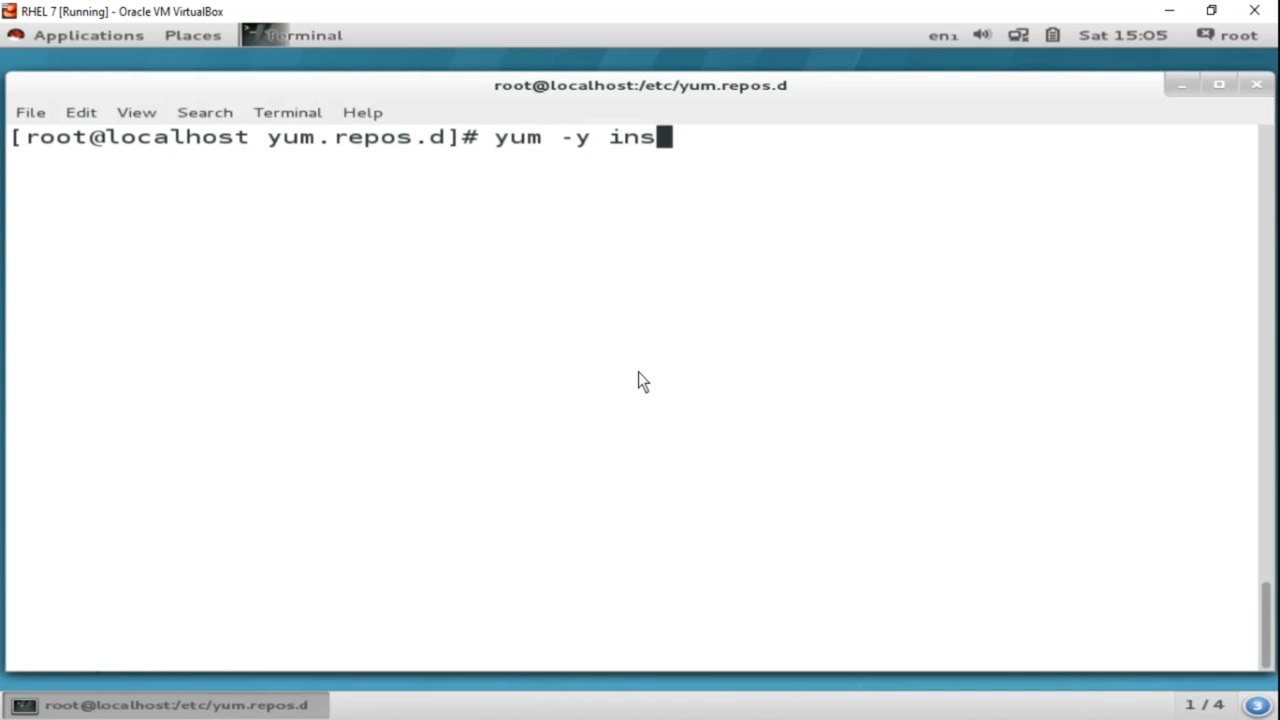 RHEL 7 [Running] - Oracle VM VirtualBox
Applications Places Terminal en1 Sat 15:05 root
root@localhost:/etc/yum.repos.d
File Edit View Search Terminal Help
[root@localhost yum.repos.d]# yum -y ins
root@localhost:/etc/yum.repos.d 1 / 4 3